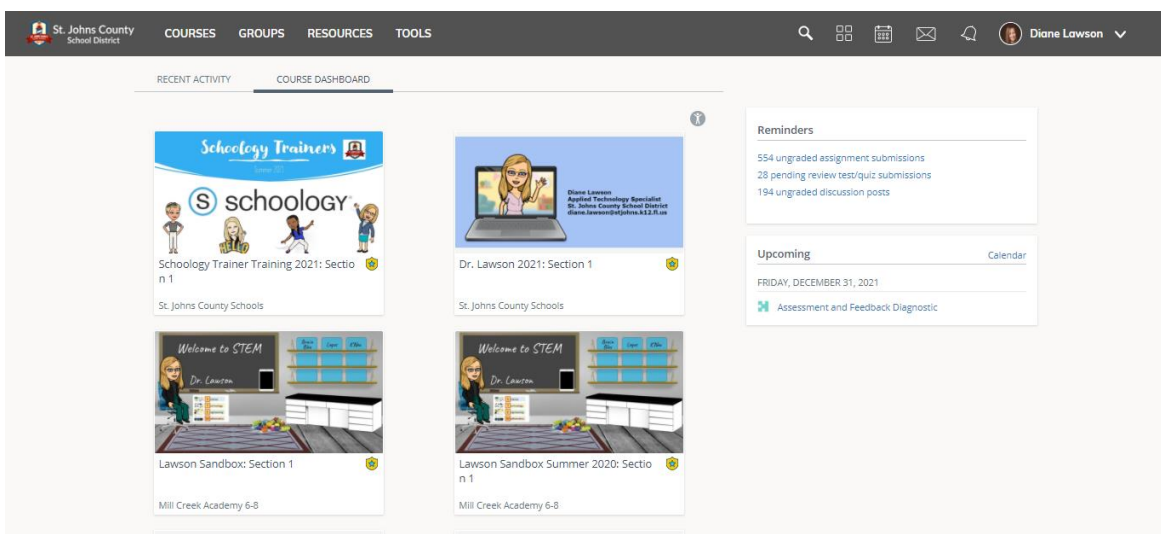 St. Johns County
School District
COURSES GROUPS RESOURCES TOOLS
Diane Lawson
RECENT ACTIVITY COURSE DASHBOARD
Schoology Trainers
Summer 2021
S schoology
HELLO
Schoology Trainer Training 2021: Sectio
n 1
St. Johns County Schools
Diane Lawson
Applied Technology Specialist
St. Johns County School District
diane.lawson@stjohns.k12.fl.us
Dr. Lawson 2021: Section 1
St. Johns County Schools
Welcome to STEM
Dr. Lawson
Lawson Sandbox: Section 1
Mill Creek Academy 6-8
Welcome to STEM
Dr. Lawson
Lawson Sandbox Summer 2020: Sectio
n 1
Mill Creek Academy 6-8
Reminders
554 ungraded assignment submissions
28 pending review test/quiz submissions
194 ungraded discussion posts
Upcoming Calendar
FRIDAY, DECEMBER 31, 2021
Assessment and Feedback Diagnostic